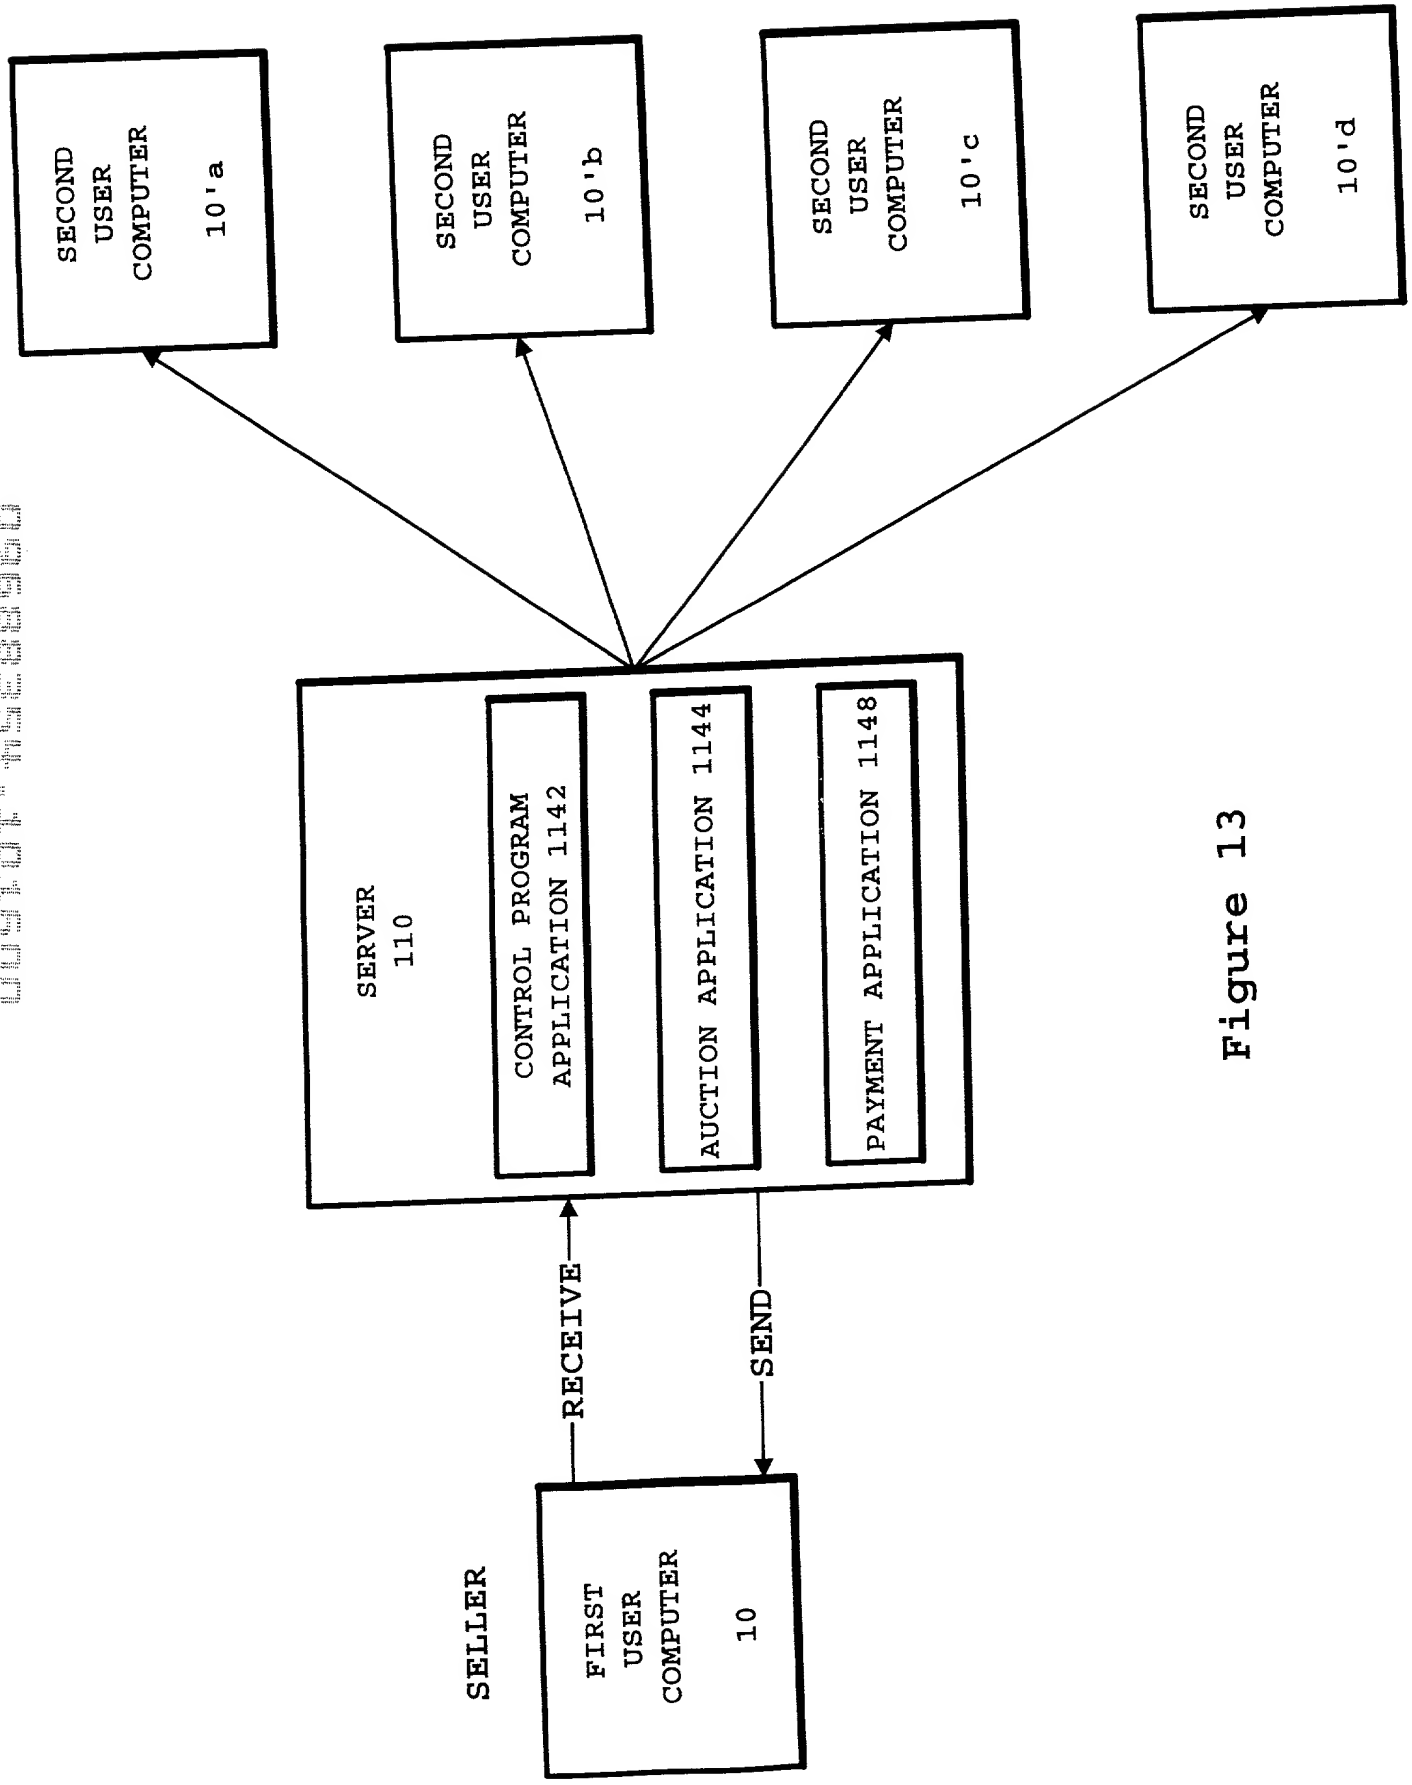 SELLER
FIRST
USER
COMPUTER
10
RECEIVE
SEND
SERVER
110
CONTROL PROGRAM
APPLICATION 1142
AUCTION APPLICATION 1144
PAYMENT APPLICATION 1148
SECOND
USER
COMPUTER
10'a
SECOND
USER
COMPUTER
10'b
SECOND
USER
COMPUTER
10'c
SECOND
USER
COMPUTER
10'd
Figure 13